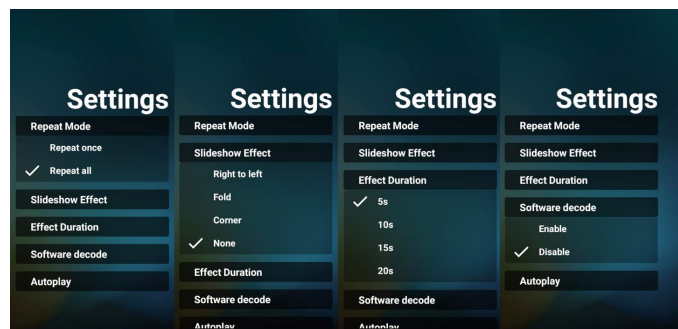 Settings
Repeat Mode
Repeat once
Repeat all
Slideshow Effect
Effect Duration
Software decode
Autoplay
Settings
Repeat Mode
Slideshow Effect
Right to left
Fold
Corner
None
Effect Duration
Software decode
Autoplay
Settings
Repeat Mode
Slideshow Effect
Effect Duration
5s
10s
15s
20s
Software decode
Autoplay
Settings
Repeat Mode
Slideshow Effect
Effect Duration
Software decode
Enable
Disable
Autoplay